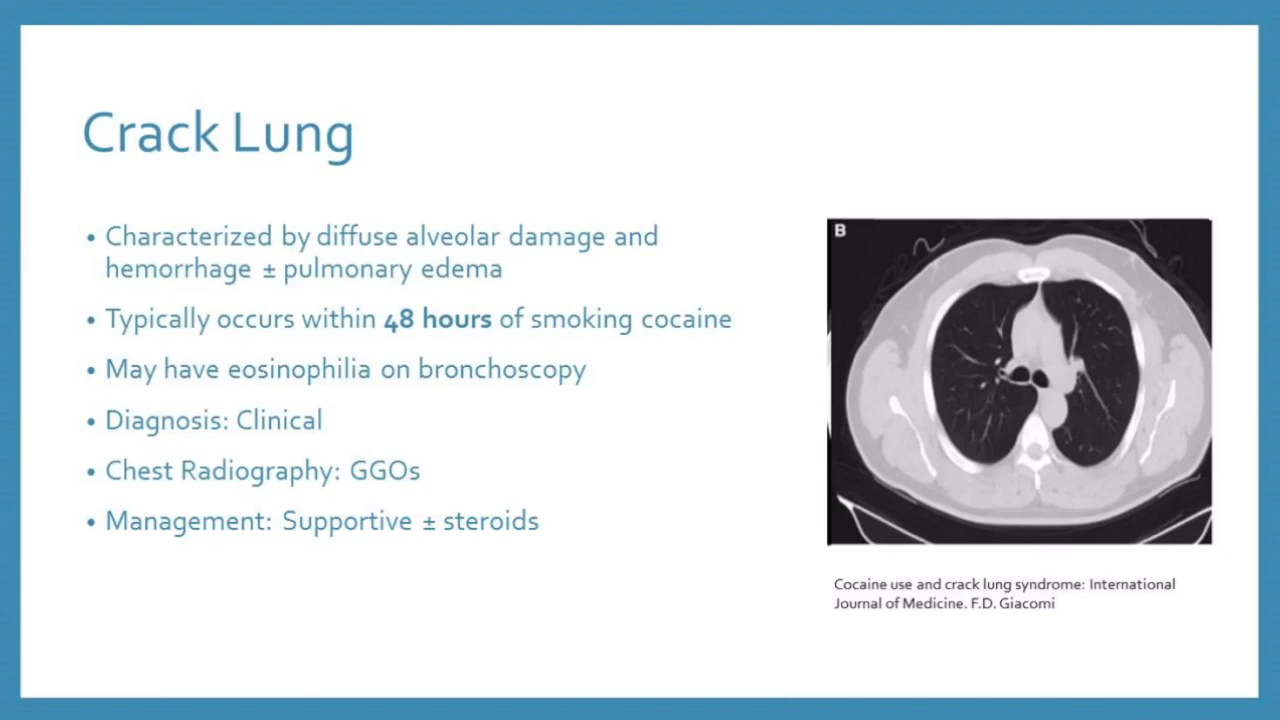 Crack Lung
• Characterized by diffuse alveolar damage and
hemorrhage ± pulmonary edema
• Typically occurs within 48 hours of smoking cocaine
• May have eosinophilia on bronchoscopy
• Diagnosis: Clinical
• Chest Radiography: GGOs
• Management: Supportive ± steroids
B
Cocaine use and crack lung syndrome: International
Journal of Medicine. F.D. Giacomi